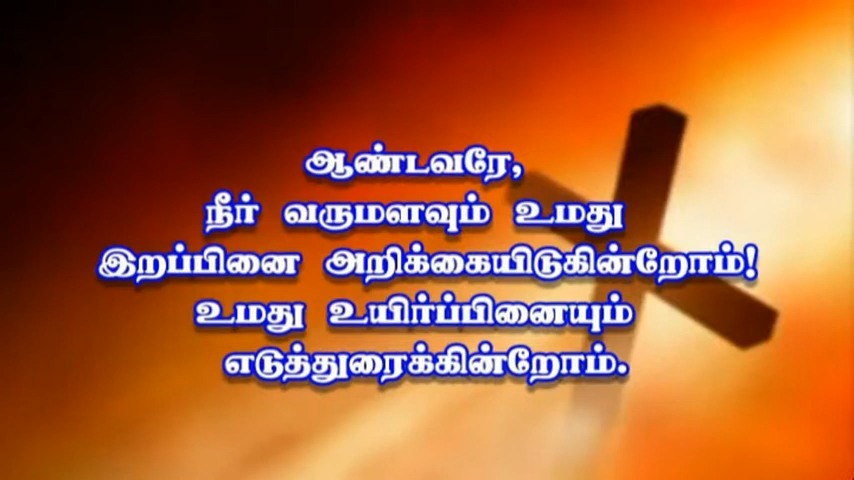 ஆண்டவரே,
நீர் வருமளவும் உமது
இறப்பினை அறிக்கையிடுகின்றோம்!
உமது உயிர்ப்பினையும்
எடுத்துரைக்கின்றோம்.